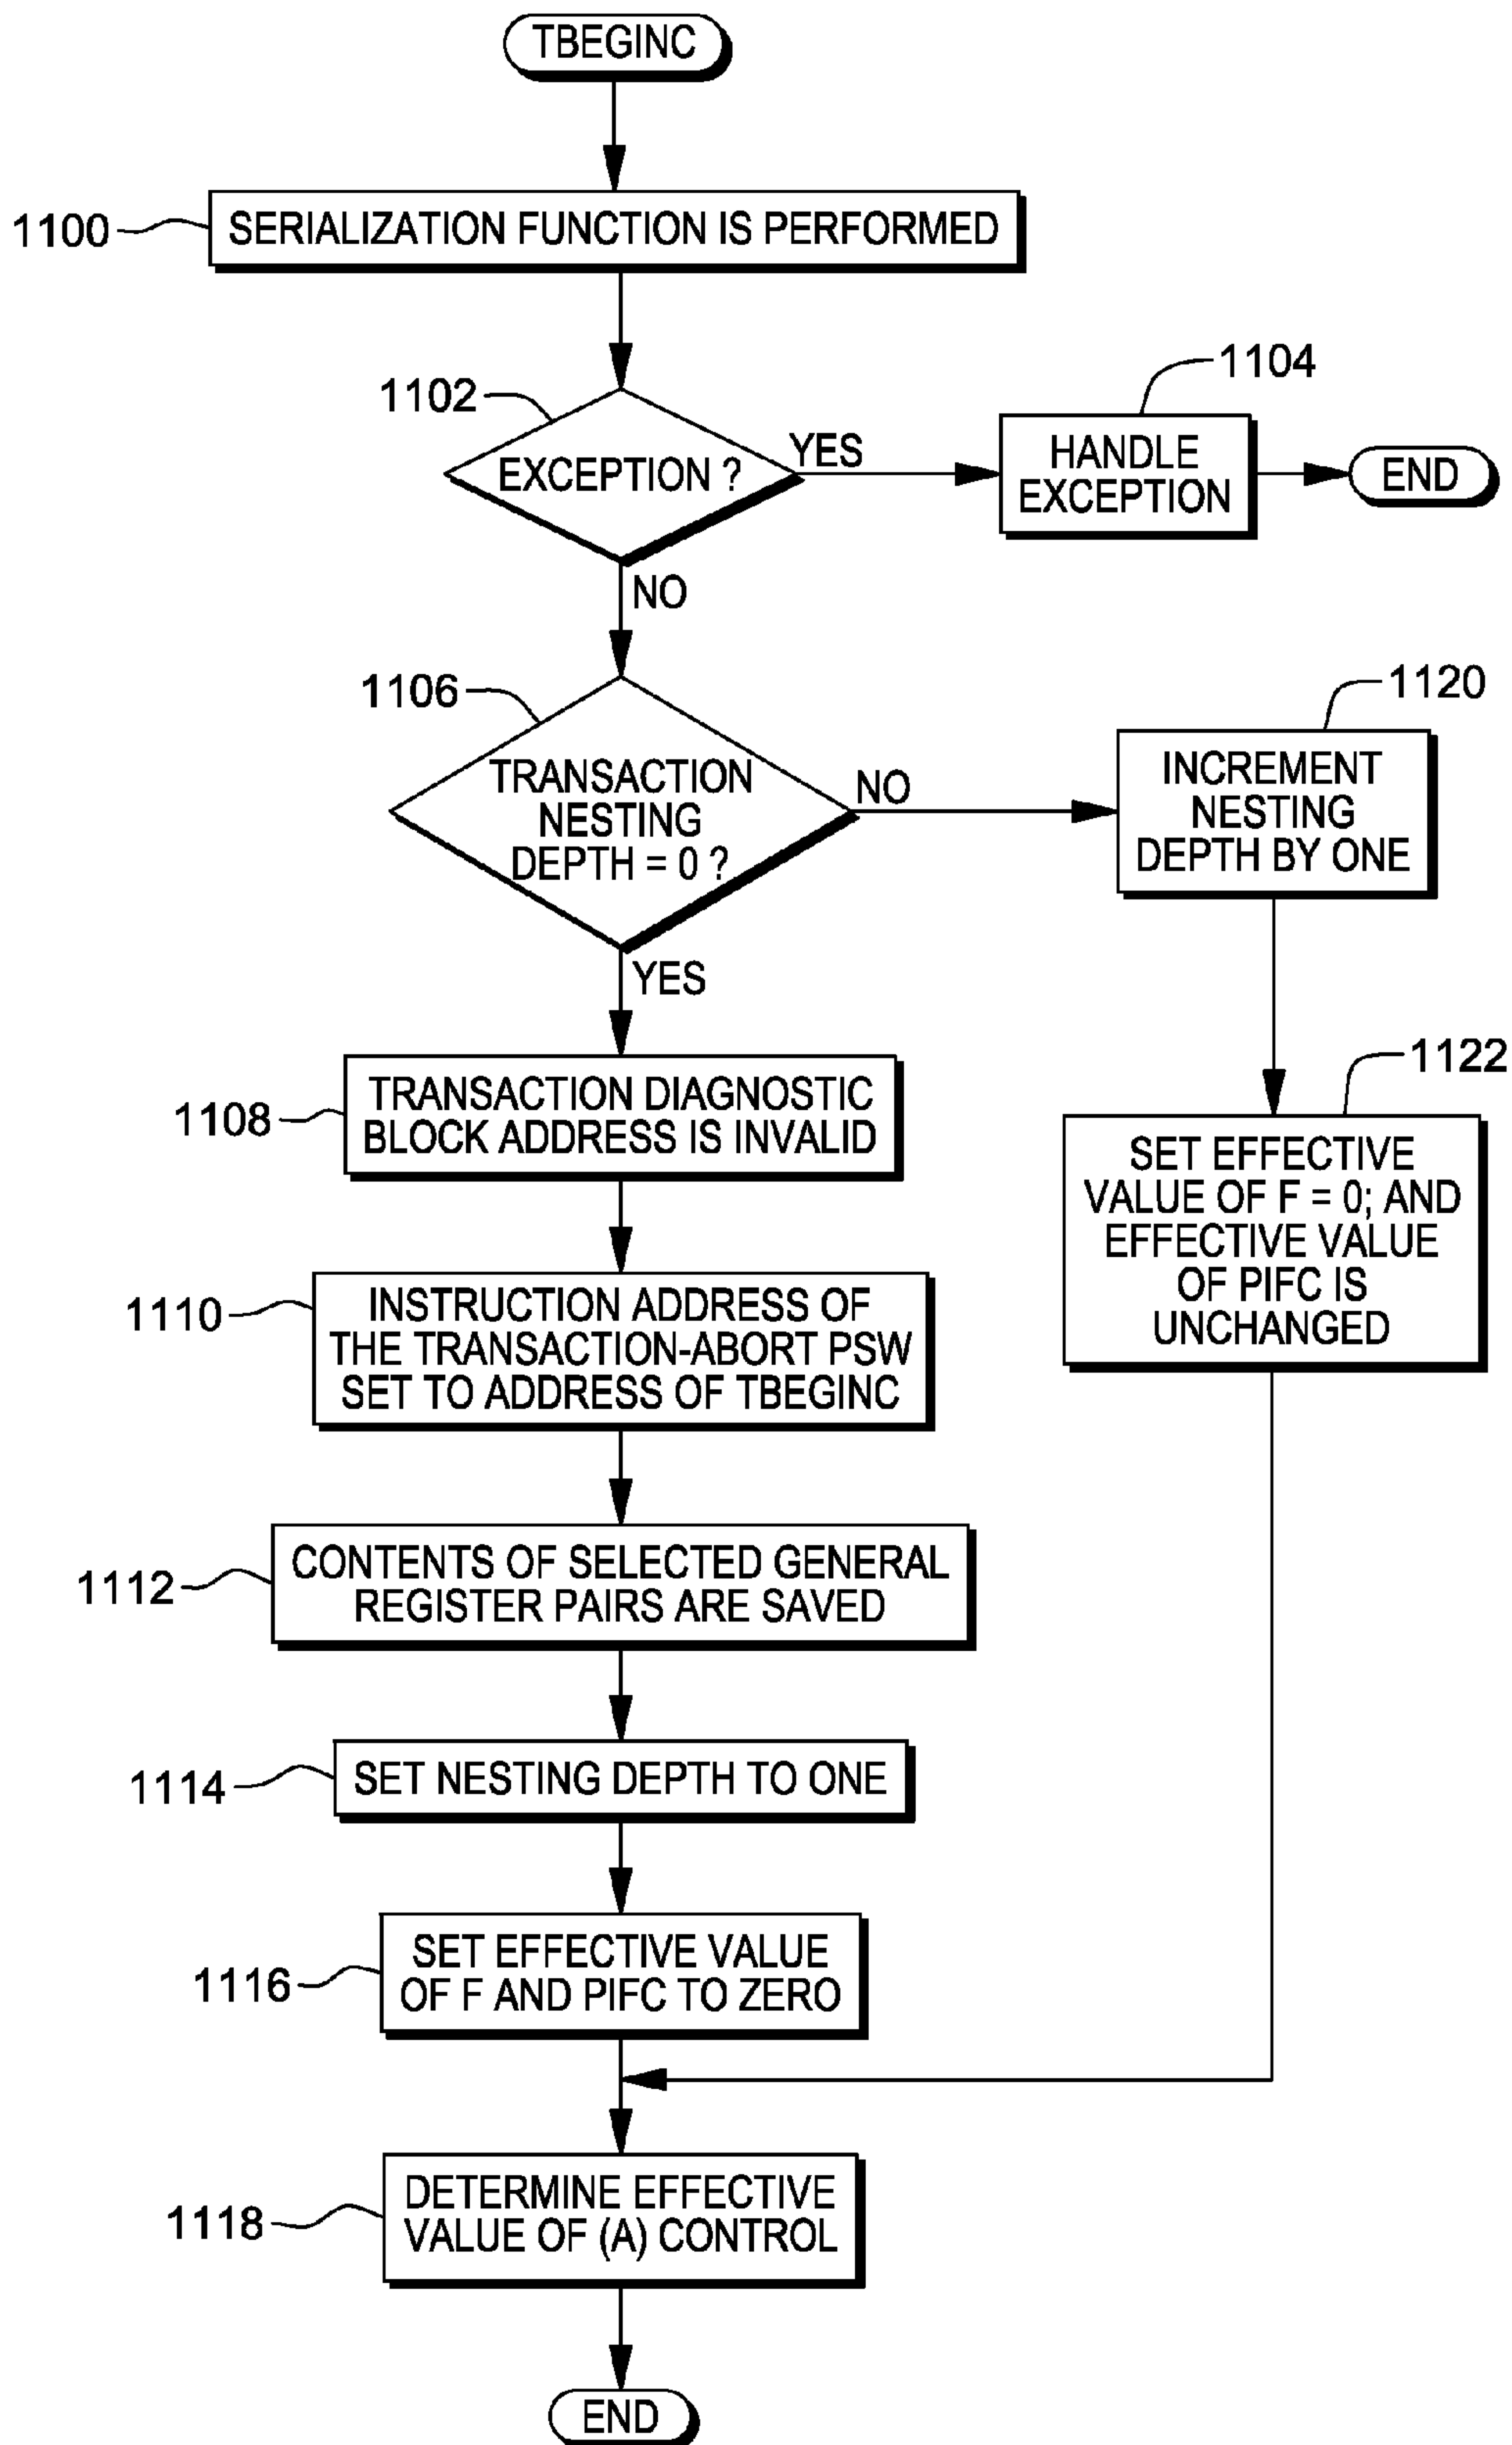 TBEGINC
1100
SERIALIZATION FUNCTION IS PERFORMED
1102
EXCEPTION ?
YES
1104
HANDLE
EXCEPTION
END
NO
1106
TRANSACTION
NESTING
DEPTH = 0 ?
NO
1120
INCREMENT
NESTING
DEPTH BY ONE
YES
1122
SET EFFECTIVE
VALUE OF F = 0; AND
EFFECTIVE VALUE
OF PIFC IS
UNCHANGED
1108
TRANSACTION DIAGNOSTIC
BLOCK ADDRESS IS INVALID
1110
INSTRUCTION ADDRESS OF
THE TRANSACTION-ABORT PSW
SET TO ADDRESS OF TBEGINC
1112
CONTENTS OF SELECTED GENERAL
REGISTER PAIRS ARE SAVED
1114
SET NESTING DEPTH TO ONE
1116
SET EFFECTIVE VALUE
OF F AND PIFC TO ZERO
1118
DETERMINE EFFECTIVE
VALUE OF (A) CONTROL
END